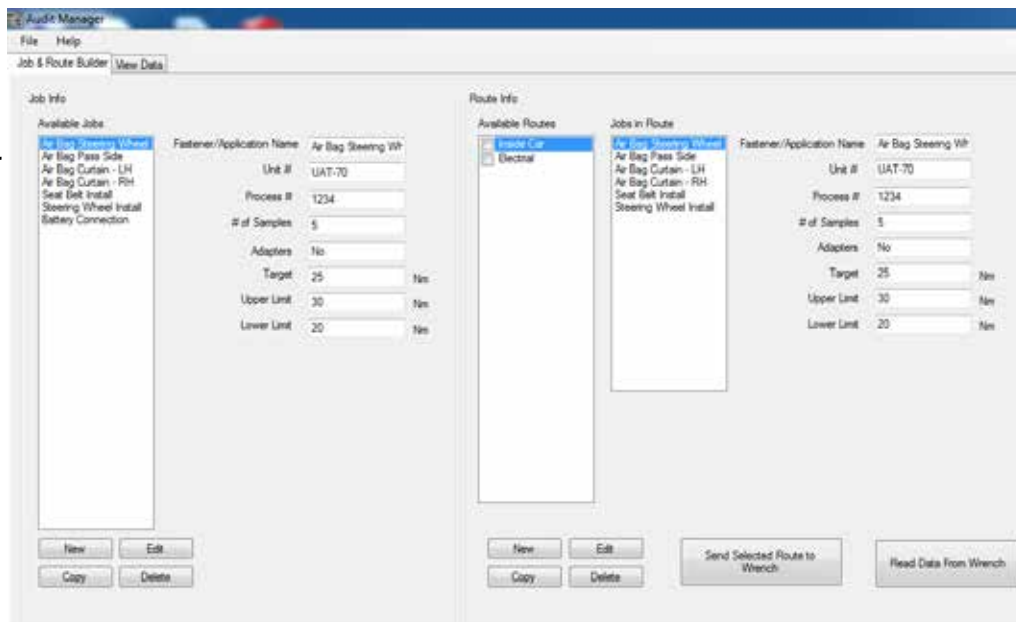 Audit Manager
File Help
Job & Route Builder View Data
Job Info
Available Jobs
Air Bag Steering Wheel
Air Bag Pass Side
Air Bag Curtain - LH
Air Bag Curtain - RH
Seat Belt Install
Steering Wheel Install
Battery Connection
Fastener/Application Name Air Bag Steering Wh
Unit # UAT-70
Process # 1234
# of Samples 5
Adapters No
Target 25 Nm
Upper Limit 30 Nm
Lower Limit 20 Nm
New Edit
Copy Delete
Route Info
Available Routes
Inside Car
Electrial
Jobs in Route
Air Bag Steering Wheel
Air Bag Pass Side
Air Bag Curtain - LH
Air Bag Curtain - RH
Seat Belt Install
Steering Wheel Install
Fastener/Application Name Air Bag Steering Wh
Unit # UAT-70
Process # 1234
# of Samples 5
Adapters No
Target 25 Nm
Upper Limit 30 Nm
Lower Limit 20 Nm
New Edit
Copy Delete
Send Selected Route to
Wrench
Read Data From Wrench